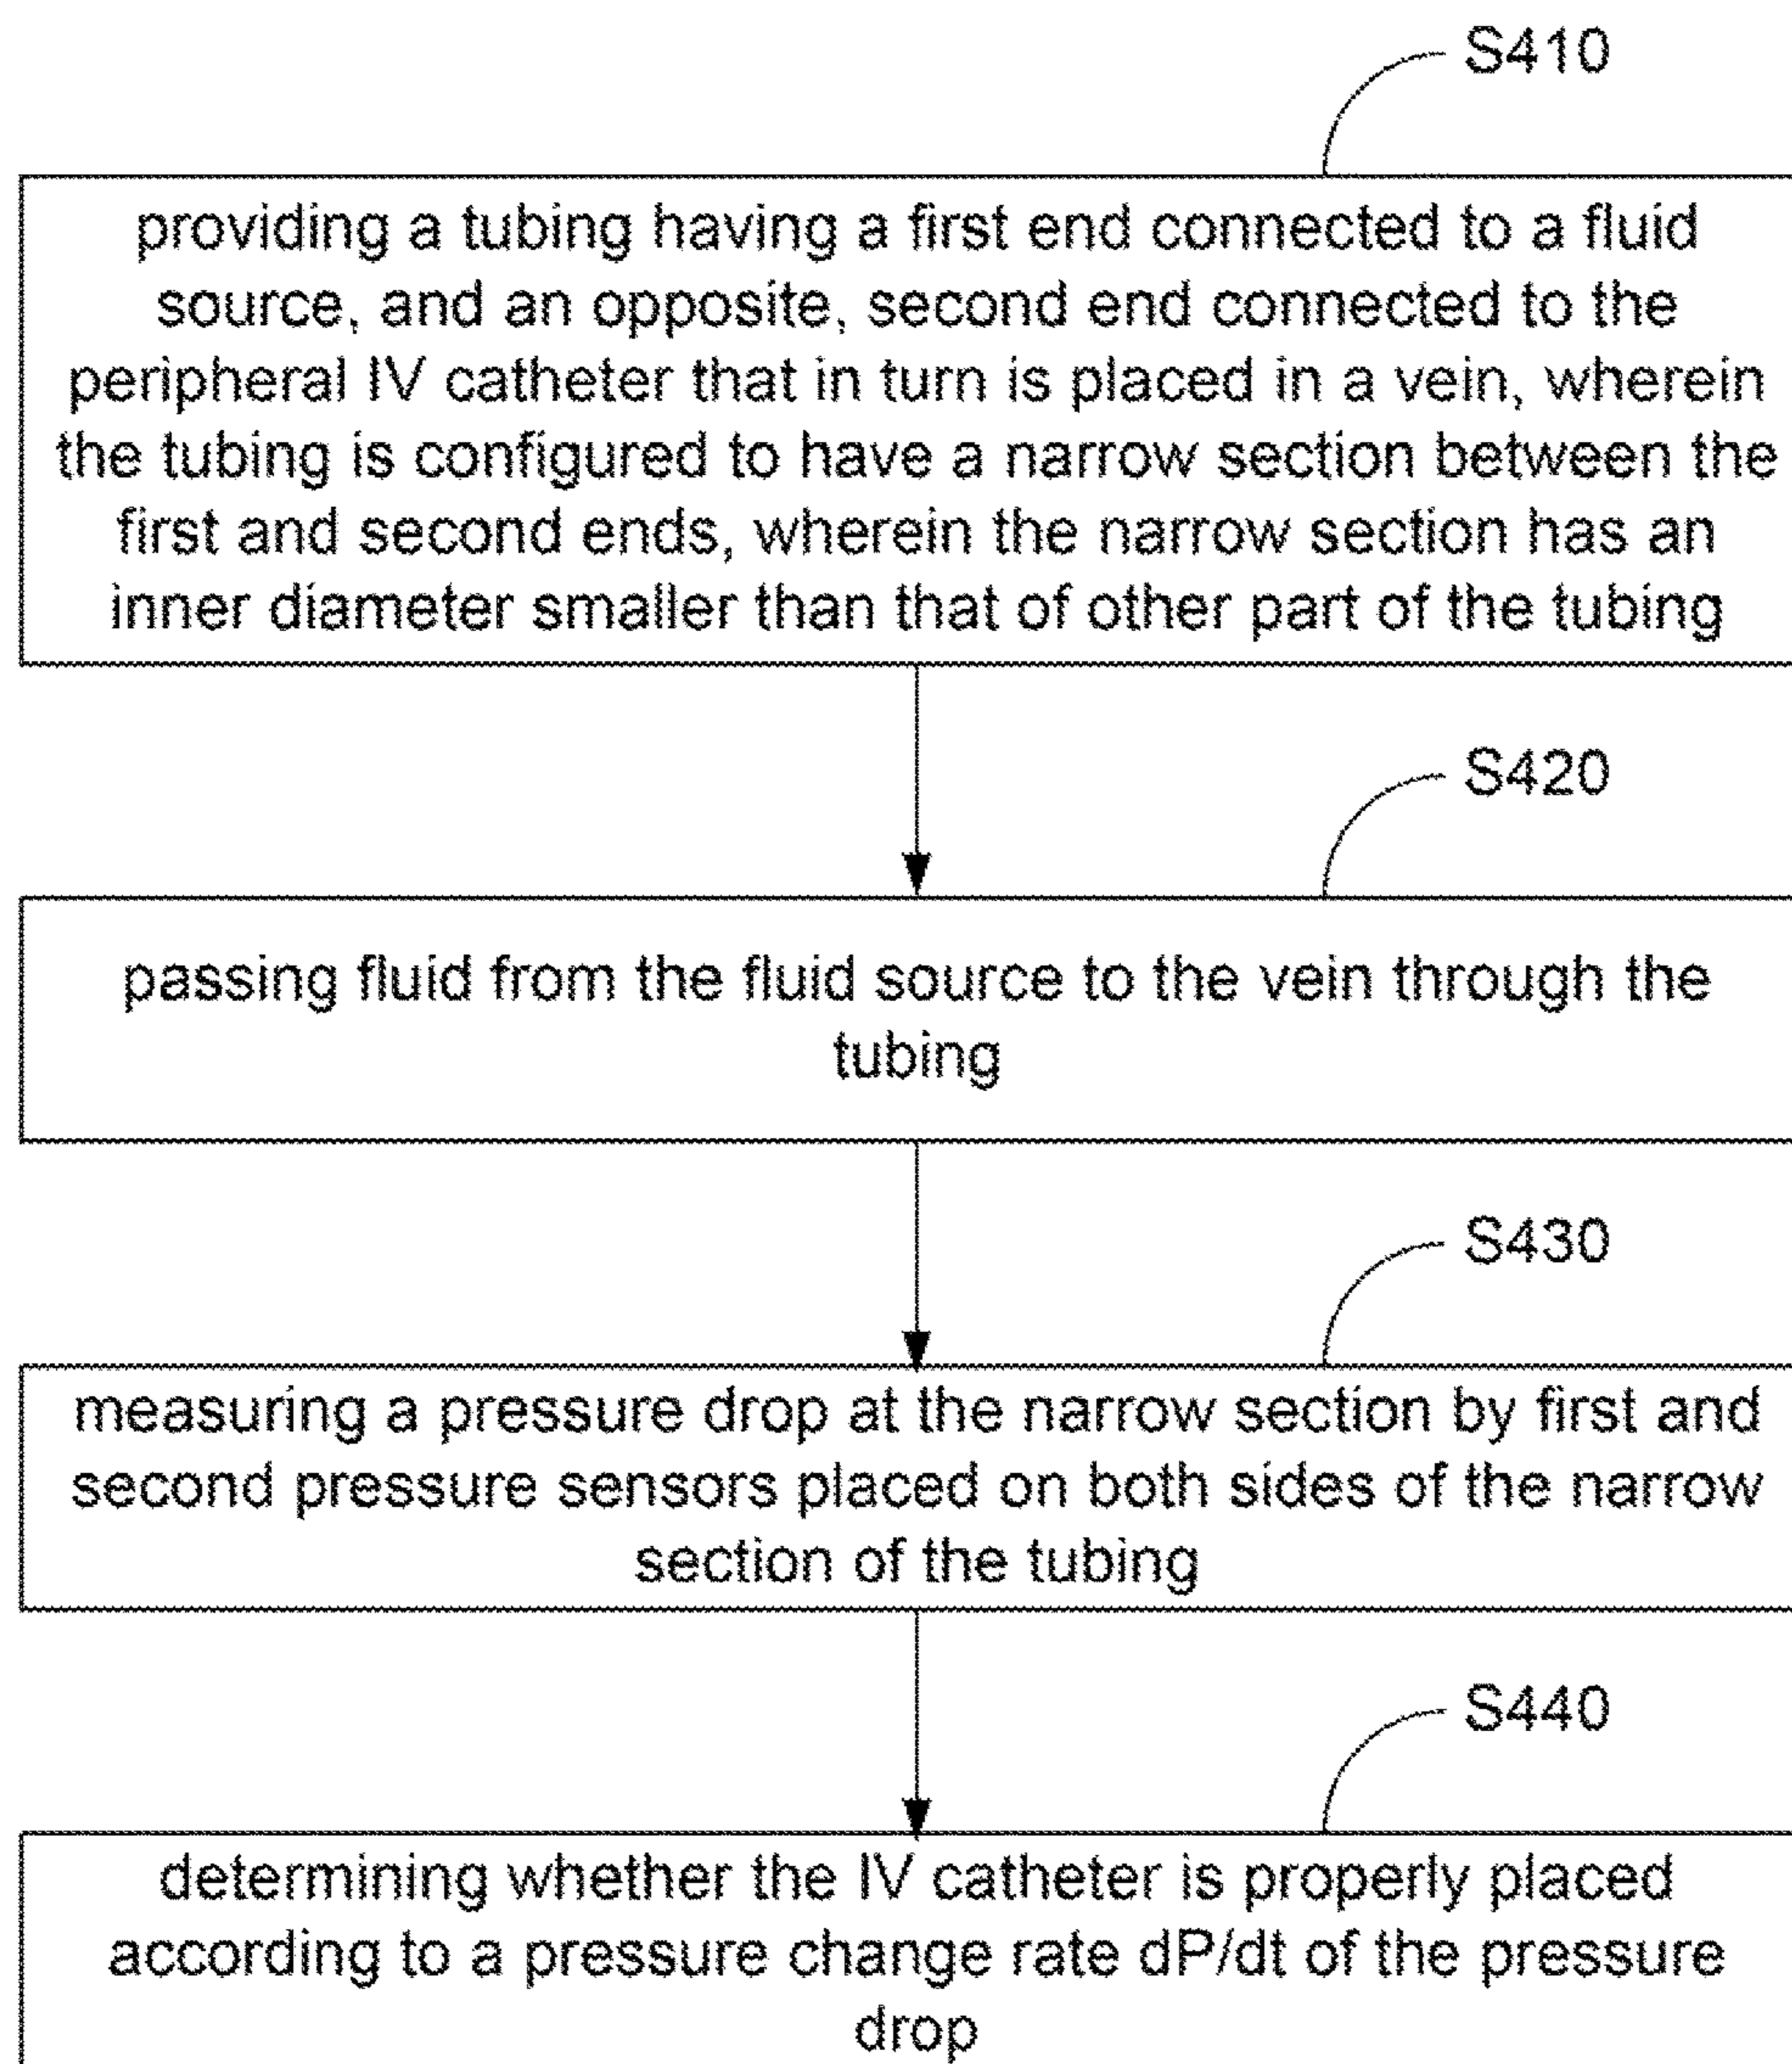 S410
providing a tubing having a first end connected to a fluid
source, and an opposite, second end connected to the
peripheral IV catheter that in turn is placed in a vein, wherein
the tubing is configured to have a narrow section between the
first and second ends, wherein the narrow section has an
inner diameter smaller than that of other part of the tubing
S420
passing fluid from the fluid source to the vein through the
tubing
S430
measuring a pressure drop at the narrow section by first and
second pressure sensors placed on both sides of the narrow
section of the tubing
S440
determining whether the IV catheter is properly placed
according to a pressure change rate dP/dt of the pressure
drop